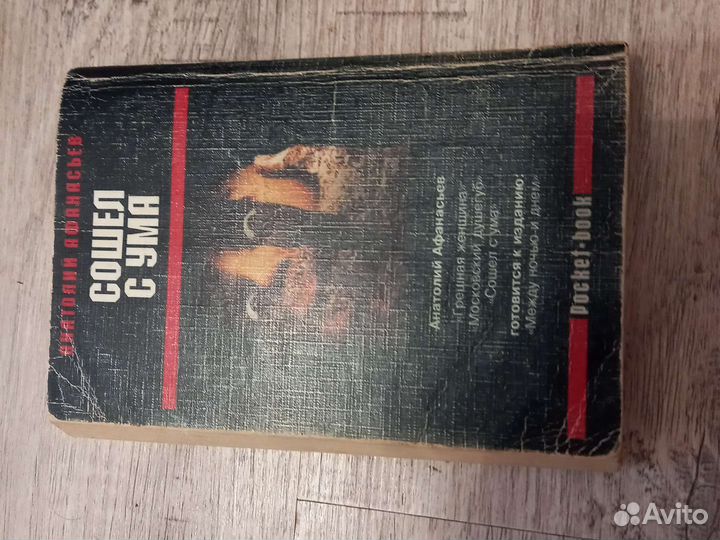 АНАТОЛИЙ АФАНАСЬЕВ
СОШЕЛ
С УМА
Анатолий Афанасьев
«Грешная женщина»
«Московский душегуб»
«Сошел с ума»
готовится к изданию:
«Между ночью и днем»
pocket-book
Avito